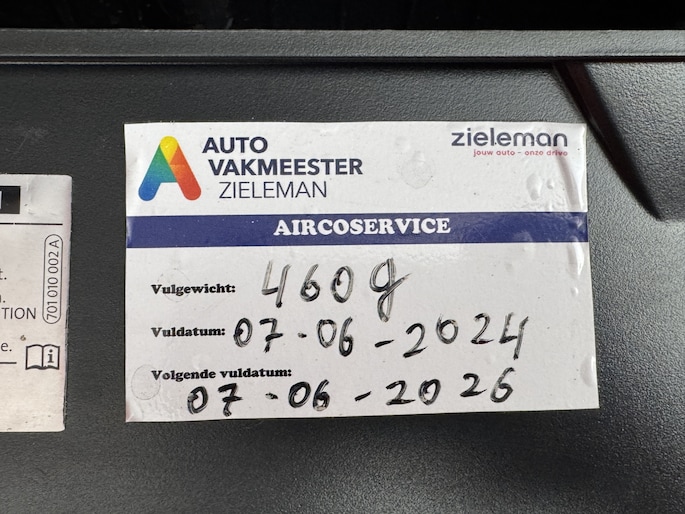 AUTO
VAKMEESTER
ZIELEMAN
zieleman
jouw auto - onze drive
AIRCOSERVICE
Vulgewicht: 460g
Vuldatum: 07-06-2024
Volgende vuldatum:
07-06-2026
t.
TION
e.
701 010 002 A
i